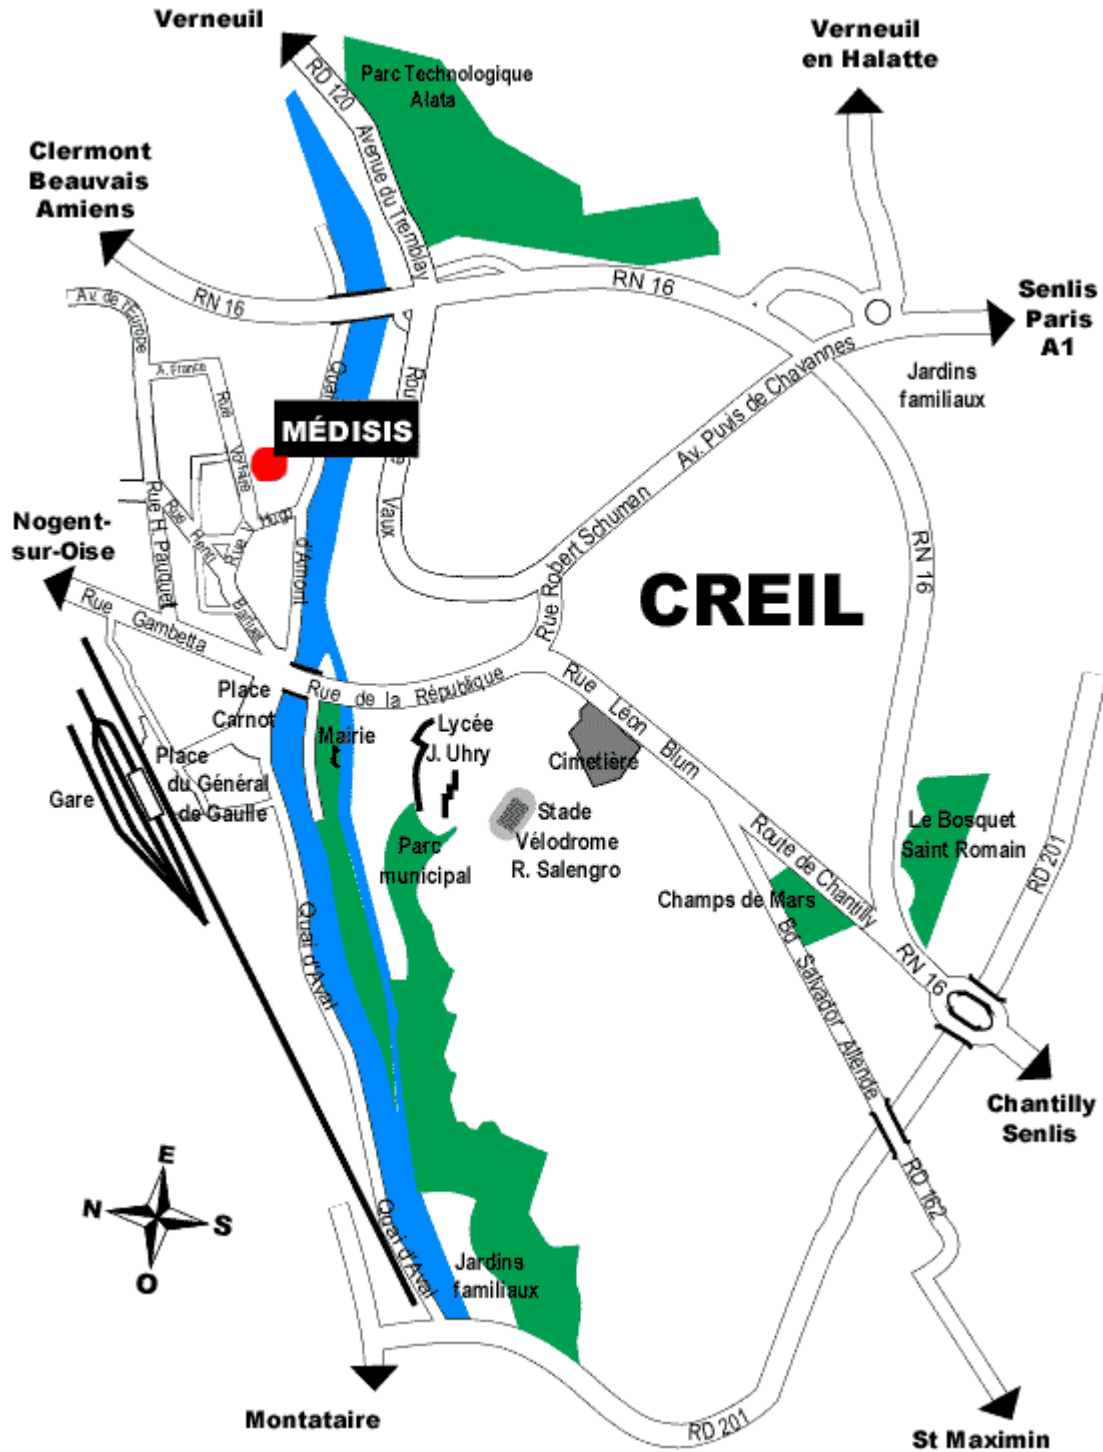 Verneuil
Verneuil
en Halatte
RD 120
Parc Technologique
Alata
Avenue du Tremblay
Clermont
Beauvais
Amiens
RN 16
RN 16
Senlis
Paris
A1
Av. de l'Europe
A. France
Quai
Route
Av. Puvis de Chavannes
Jardins
familiaux
MÉDISIS
Rue
Voltaire
Vaux
Rue H. Pauquet
Rue Henri
Barluet
Rue V.
Hugo
d'Amont
Nogent-
sur-Oise
Rue Robert Schuman
RN 16
CREIL
Rue Gambetta
Rue de la République
Place
Carnot
Mairie
Lycée
J. Uhry
Rue Léon Blum
Cimetière
Place
du Général
de Gaulle
Gare
Stade
Vélodrome
R. Salengro
Parc
municipal
Route de Chantilly
Le Bosquet
Saint Romain
RD 201
Champs de Mars
Bd Salvador Allende
RN 16
Quai d'Aval
Chantilly
Senlis
RD 162
E
N
S
O
Quai d'Aval
Jardins
familiaux
Montataire
RD 201
St Maximin